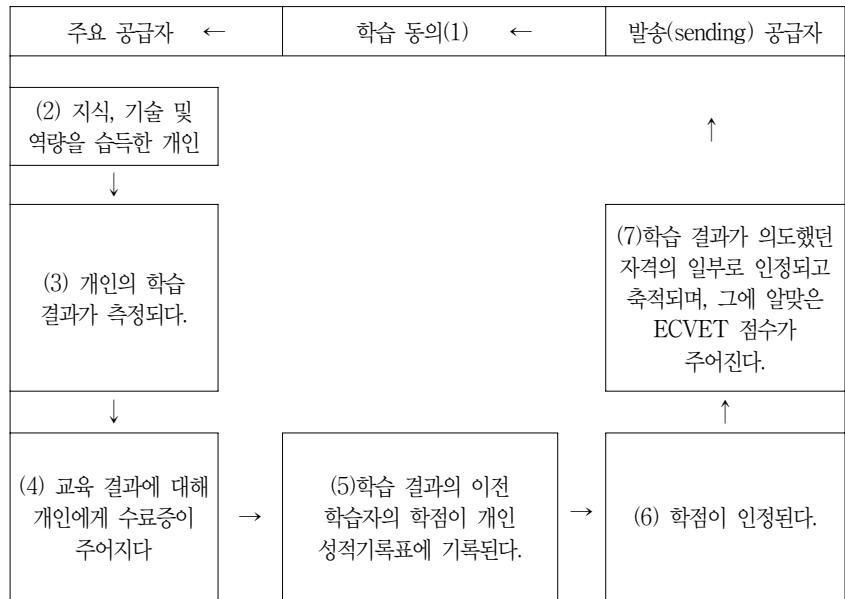 주요 공급자 ←
학습 동의(1) ←
발송(sending) 공급자
(2) 지식, 기술 및
역량을 습득한 개인
↑
↓
(3) 개인의 학습
결과가 측정되다.
(7)학습 결과가 의도했던
자격의 일부로 인정되고
축적되며, 그에 알맞은
ECVET 점수가
주어진다.
↓
↑
(4) 교육 결과에 대해
개인에게 수료증이
주어지다
→
(5)학습 결과의 이전
학습자의 학점이 개인
성적기록표에 기록된다.
→
(6) 학점이 인정된다.